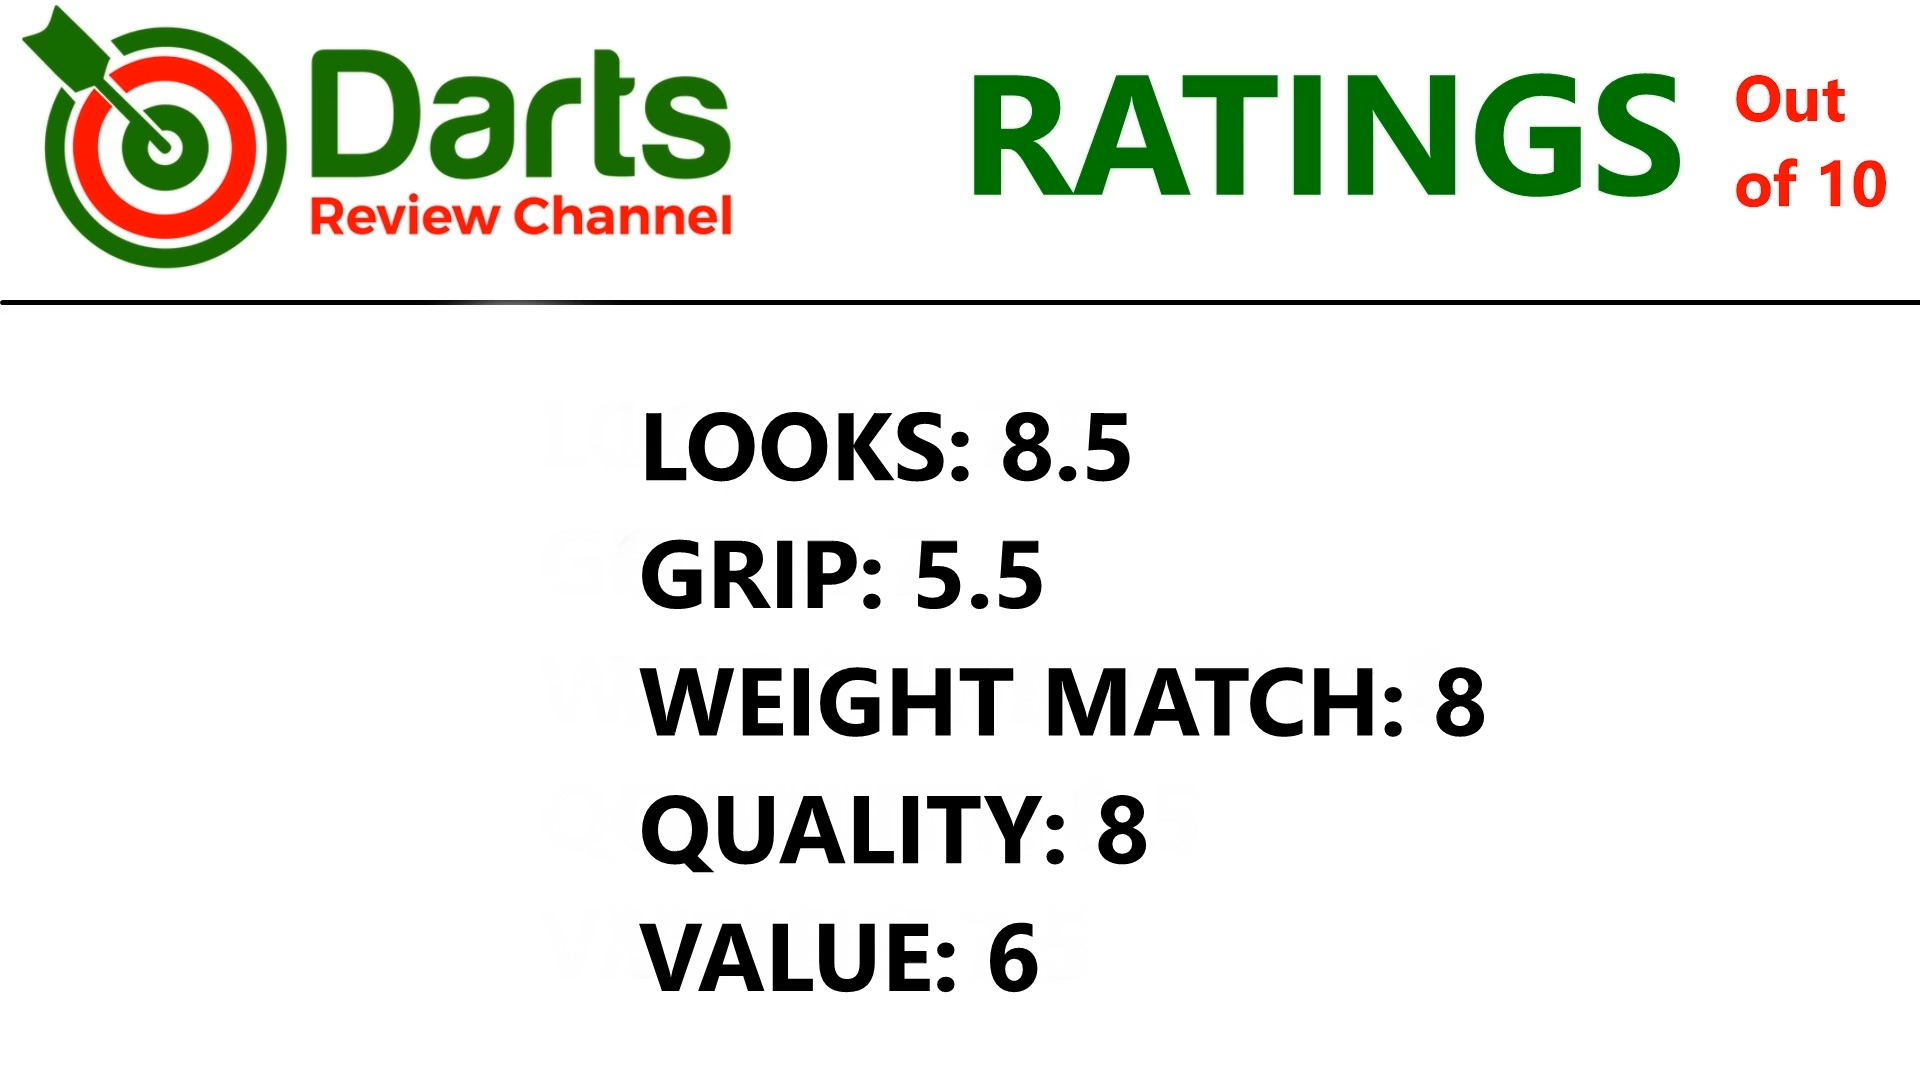 Darts
Review Channel
RATINGS
Out
of 10
LOOKS: 8.5
GRIP: 5.5
WEIGHT MATCH: 8
QUALITY: 8
VALUE: 6